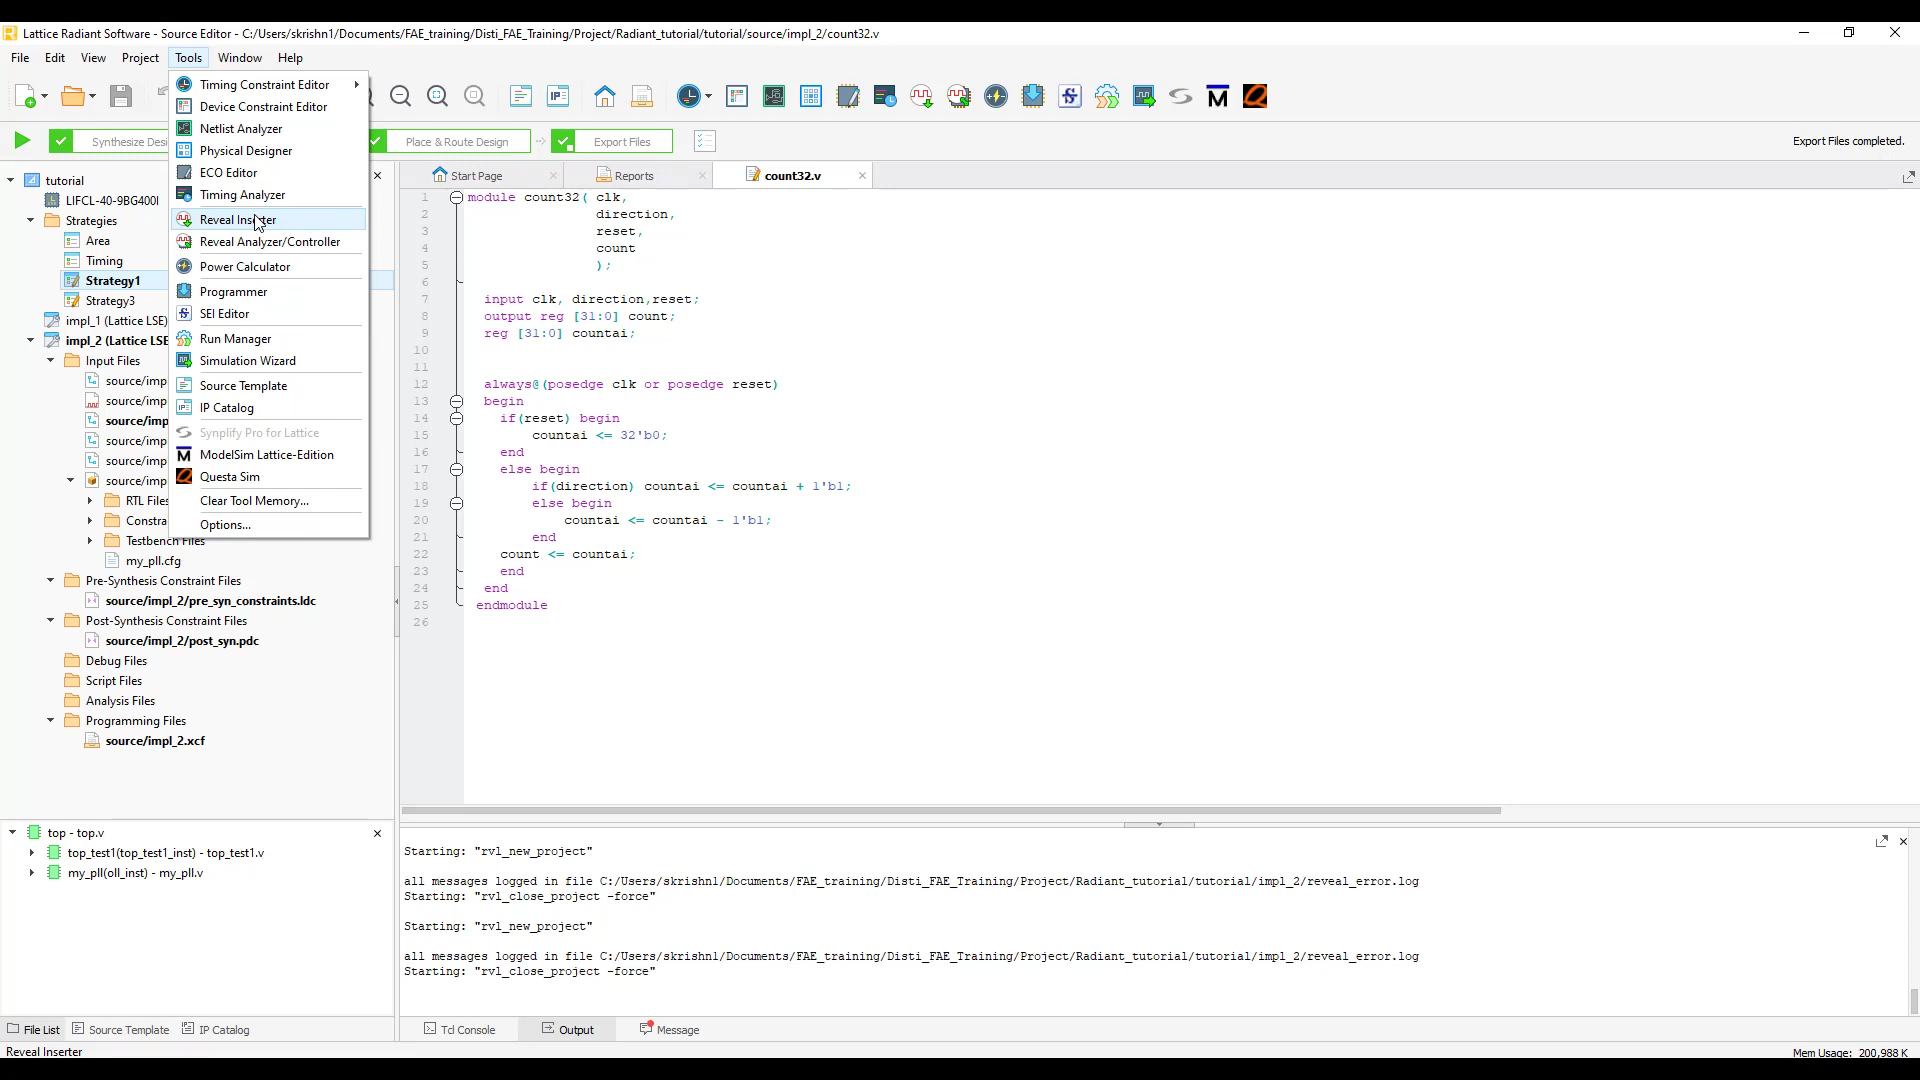 Lattice Radiant Software - Source Editor - C:/Users/skrishn1/Documents/FAE_training/Disti_FAE_Training/Project/Radiant_tutorial/tutorial/source/impl_2/count32.v
File Edit View Project Tools Window Help
Timing Constraint Editor
Device Constraint Editor
Netlist Analyzer
Physical Designer
ECO Editor
Timing Analyzer
Reveal Inserter
Reveal Analyzer/Controller
Power Calculator
Programmer
SEI Editor
Run Manager
Simulation Wizard
Source Template
IP Catalog
Synplify Pro for Lattice
ModelSim Lattice-Edition
Questa Sim
Clear Tool Memory...
Options...
Synthesize Desi
Place & Route Design
Export Files
Export Files completed.
tutorial
LIFCL-40-9BG400I
Strategies
Area
Timing
Strategy1
Strategy3
impl_1 (Lattice LSE)
impl_2 (Lattice LSE
Input Files
source/imp
source/imp
source/imp
source/imp
source/imp
source/imp
RTL Files
Constra
Testbench Files
my_pll.cfg
Pre-Synthesis Constraint Files
source/impl_2/pre_syn_constraints.ldc
Post-Synthesis Constraint Files
source/impl_2/post_syn.pdc
Debug Files
Script Files
Analysis Files
Programming Files
source/impl_2.xcf
Start Page
Reports
count32.v
1 module count32( clk,
2 direction,
3 reset,
4 count
5 );
6
7 input clk, direction,reset;
8 output reg [31:0] count;
9 reg [31:0] countai;
10
11
12 always@(posedge clk or posedge reset)
13 begin
14 if(reset) begin
15 countai <= 32'b0;
16 end
17 else begin
18 if(direction) countai <= countai + 1'b1;
19 else begin
20 countai <= countai - 1'b1;
21 end
22 count <= countai;
23 end
24 end
25 endmodule
26
top - top.v
top_test1(top_test1_inst) - top_test1.v
my_pll(oll_inst) - my_pll.v
Starting: "rvl_new_project"
all messages logged in file C:/Users/skrishn1/Documents/FAE_training/Disti_FAE_Training/Project/Radiant_tutorial/tutorial/impl_2/reveal_error.log
Starting: "rvl_close_project -force"
Starting: "rvl_new_project"
all messages logged in file C:/Users/skrishn1/Documents/FAE_training/Disti_FAE_Training/Project/Radiant_tutorial/tutorial/impl_2/reveal_error.log
Starting: "rvl_close_project -force"
File List Source Template IP Catalog
Tcl Console Output Message
Reveal Inserter
Mem Usage: 200,988 K